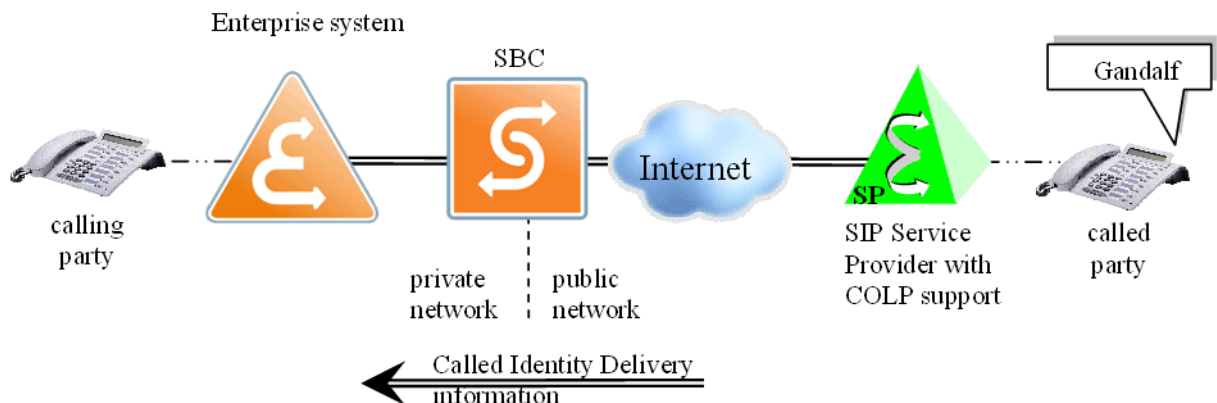 Enterprise system
SBC
Gandalf
Internet
SP
calling
party
SIP Service
Provider with
COLP support
called
party
private
network
public
network
Called Identity Delivery
information